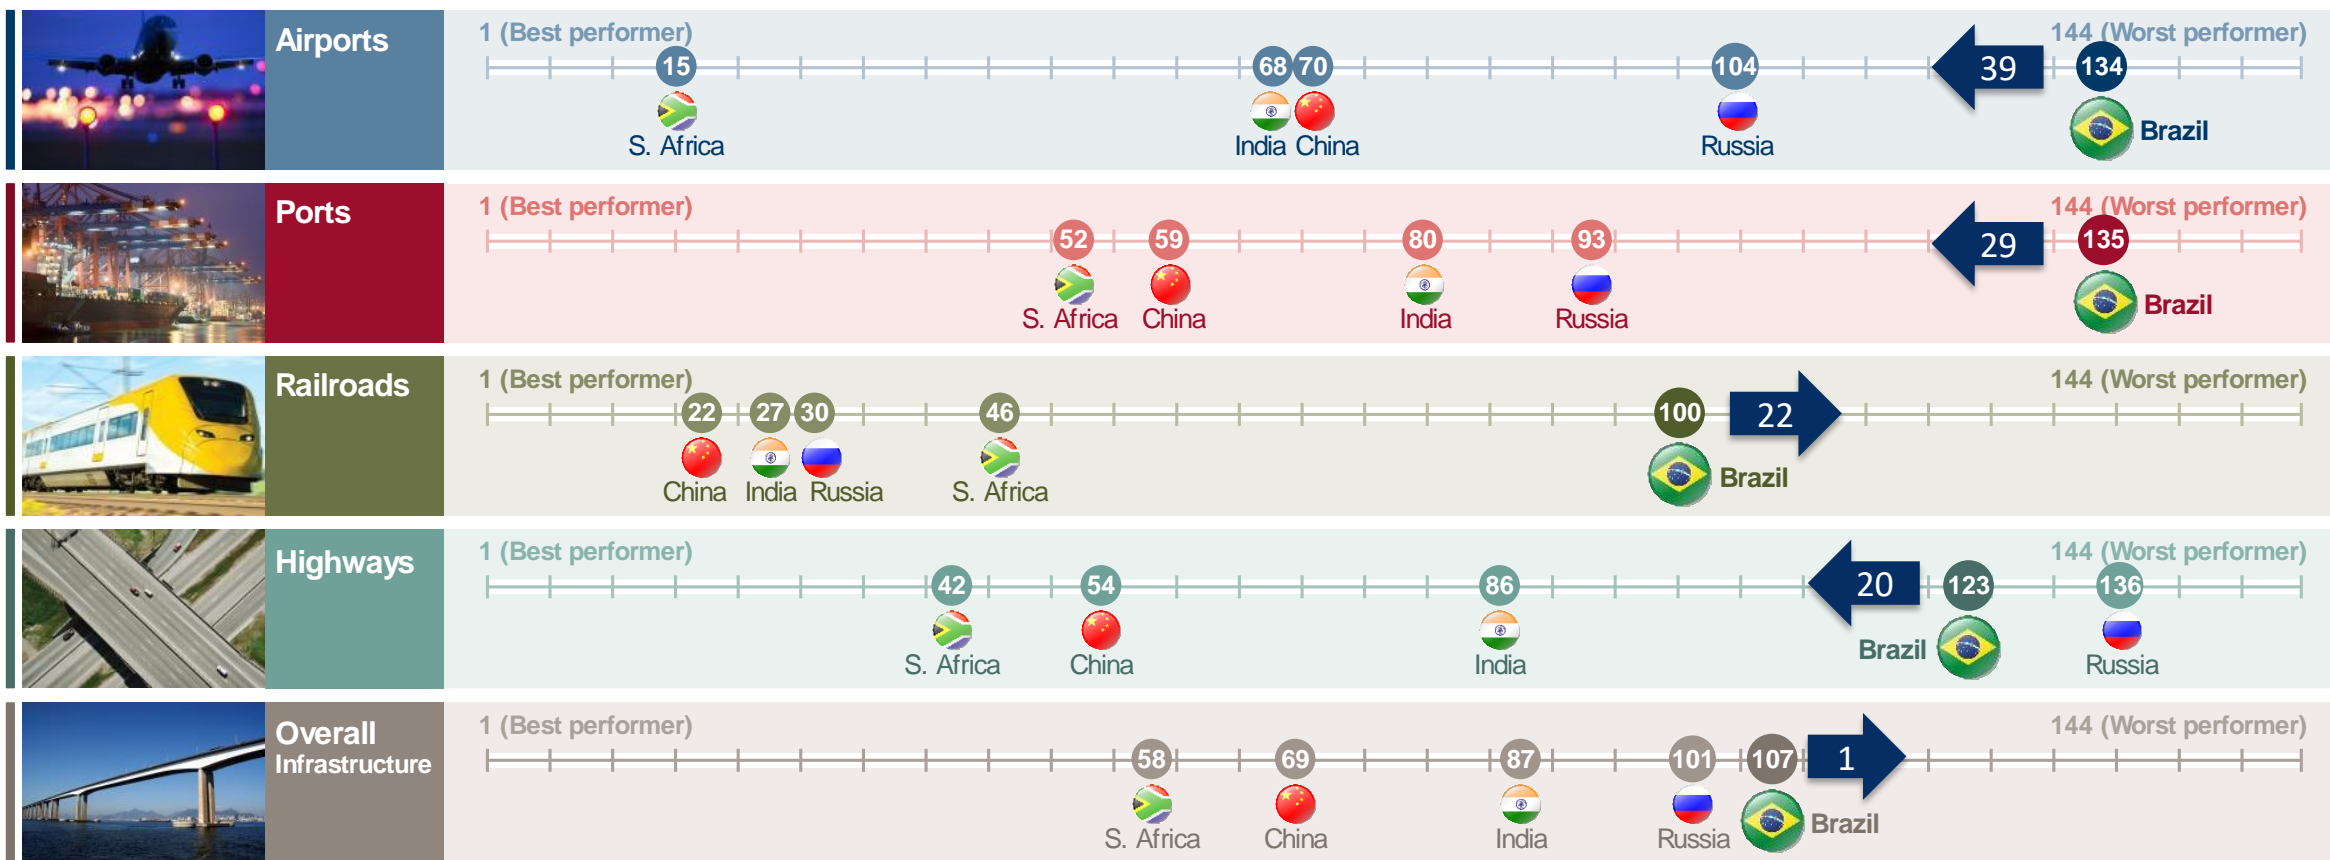 Airports
1 (Best performer)
144 (Worst performer)
15
68
70
104
39
134
S. Africa
India
China
Russia
Brazil
Ports
1 (Best performer)
144 (Worst performer)
52
59
80
93
29
135
S. Africa
China
India
Russia
Brazil
Railroads
1 (Best performer)
144 (Worst performer)
22
27
30
46
100
22
China
India
Russia
S. Africa
Brazil
Highways
1 (Best performer)
144 (Worst performer)
42
54
86
20
123
136
S. Africa
China
India
Brazil
Russia
Overall
Infrastructure
1 (Best performer)
144 (Worst performer)
58
69
87
101
107
1
S. Africa
China
India
Russia
Brazil